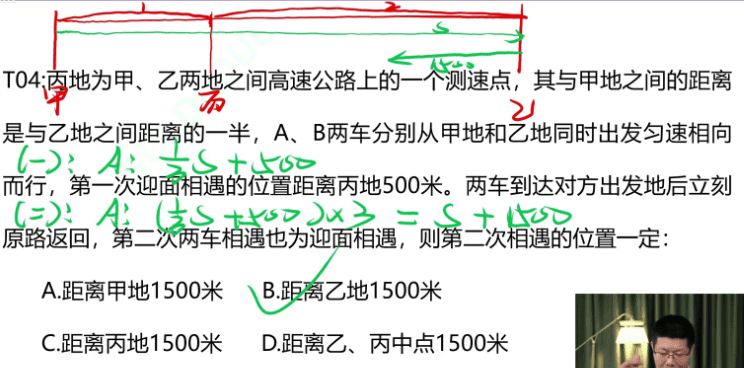 1 2
S
1500
T04:丙地为甲、乙两地之间高速公路上的一个测速点，其与甲地之间的距离
甲 丙 乙
是与乙地之间距离的一半，A、B两车分别从甲地和乙地同时出发匀速相向
(一): A: 1/3 S + 500
而行，第一次迎面相遇的位置距离丙地500米。两车到达对方出发地后立刻
(二): A: (1/3 S + 500) × 3 = S + 1500
原路返回，第二次两车相遇也为迎面相遇，则第二次相遇的位置一定：
A.距离甲地1500米 B.距离乙地1500米
C.距离丙地1500米 D.距离乙、丙中点1500米